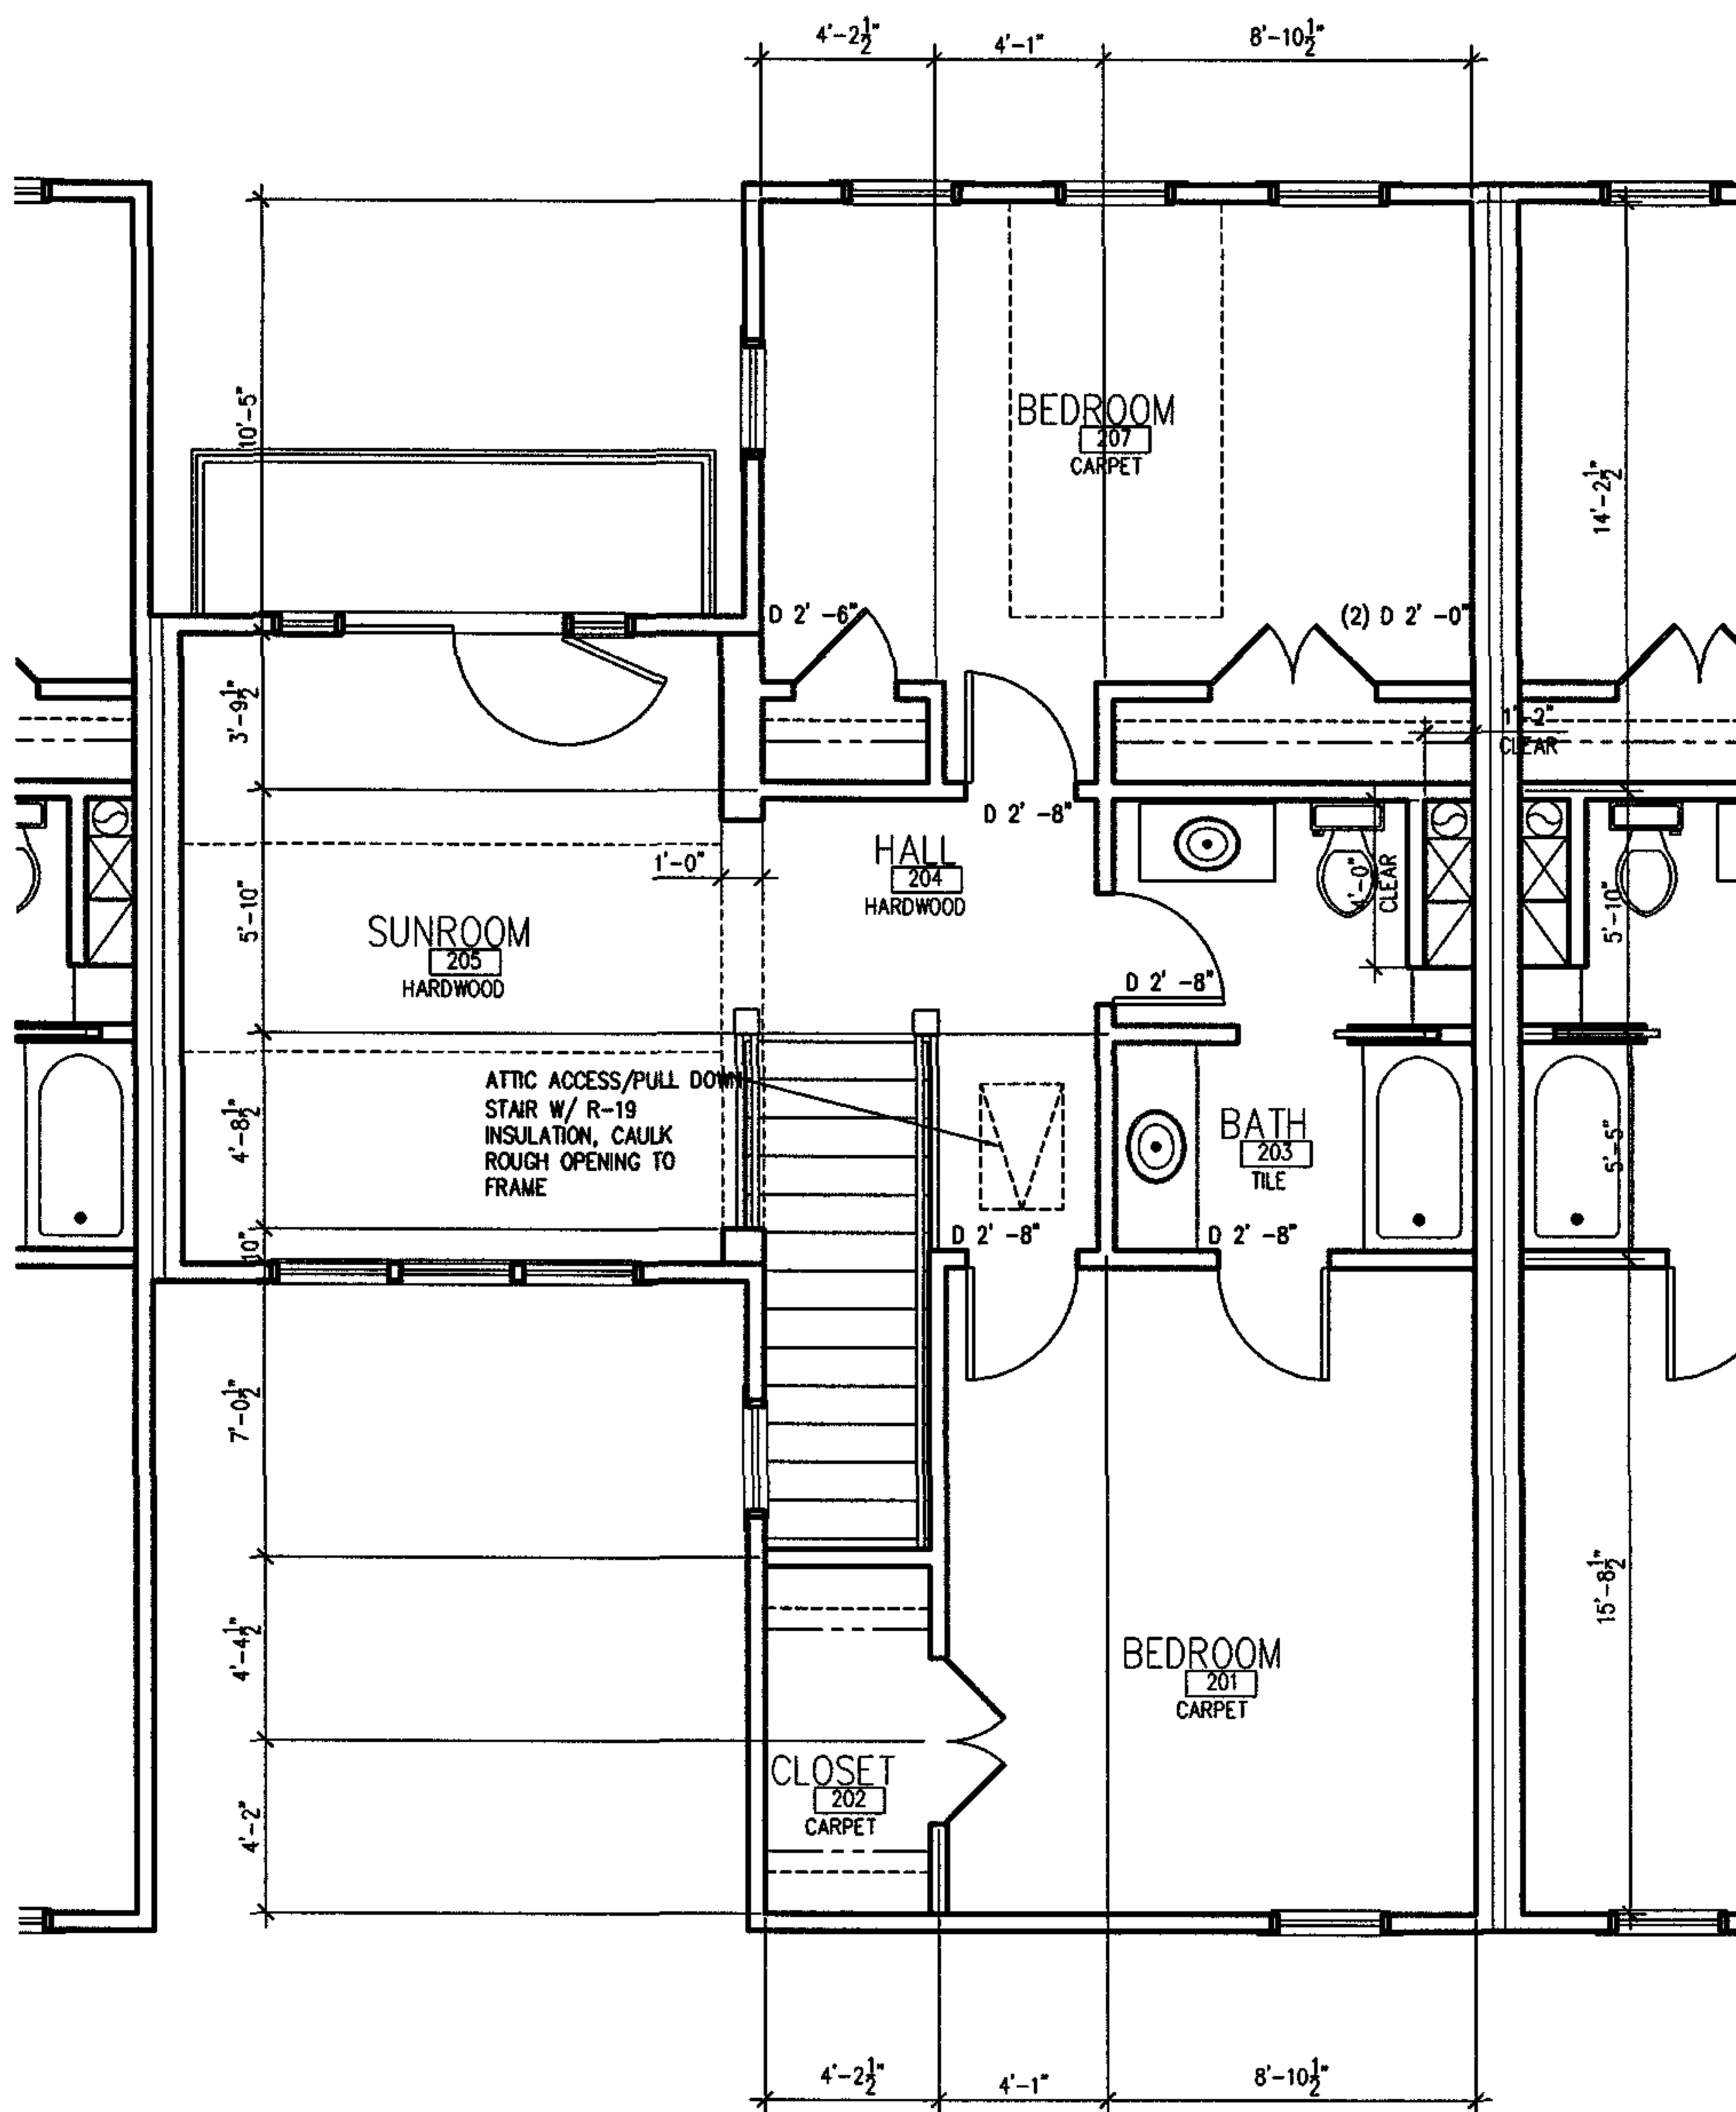 4'-2½"
4'-1"
8'-10½"
10'-5"
BEDROOM
207
CARPET
14'-2½"
D 2' -6"
(2) D 2' -0"
3'-9½"
1'-2"
CLEAR
D 2' -8"
HALL
204
HARDWOOD
1'-0"
4'-0"
CLEAR
5'-10"
5'-10"
SUNROOM
205
HARDWOOD
D 2' -8"
ATTIC ACCESS/PULL DOWN
STAIR W/ R-19
INSULATION, CAULK
ROUGH OPENING TO
FRAME
4'-8½"
BATH
203
TILE
5'-5"
D 2' -8"
D 2' -8"
10"
7'-0½"
15'-8½"
4'-4½"
BEDROOM
201
CARPET
CLOSET
202
CARPET
4'-2"
4'-2½"
4'-1"
8'-10½"